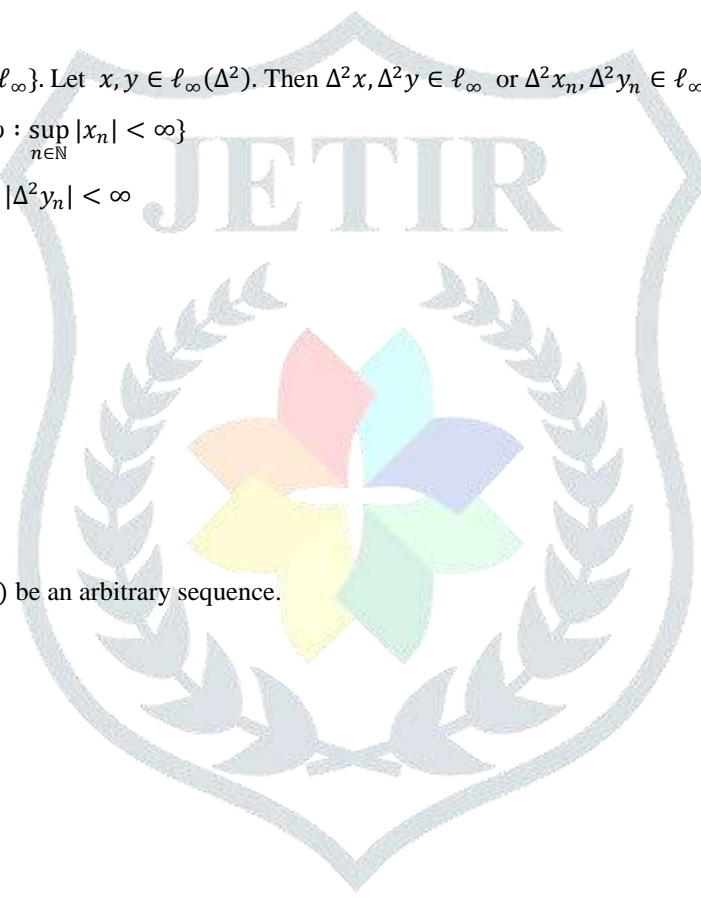 ℓ∞}. Let x, y ∈ ℓ∞(Δ²). Then Δ²x, Δ²y ∈ ℓ∞ or Δ²xₙ, Δ²yₙ ∈ ℓ∞
: sup |xₙ| < ∞}
n∈ℕ
|Δ²yₙ| < ∞
JETIR
) be an arbitrary sequence.